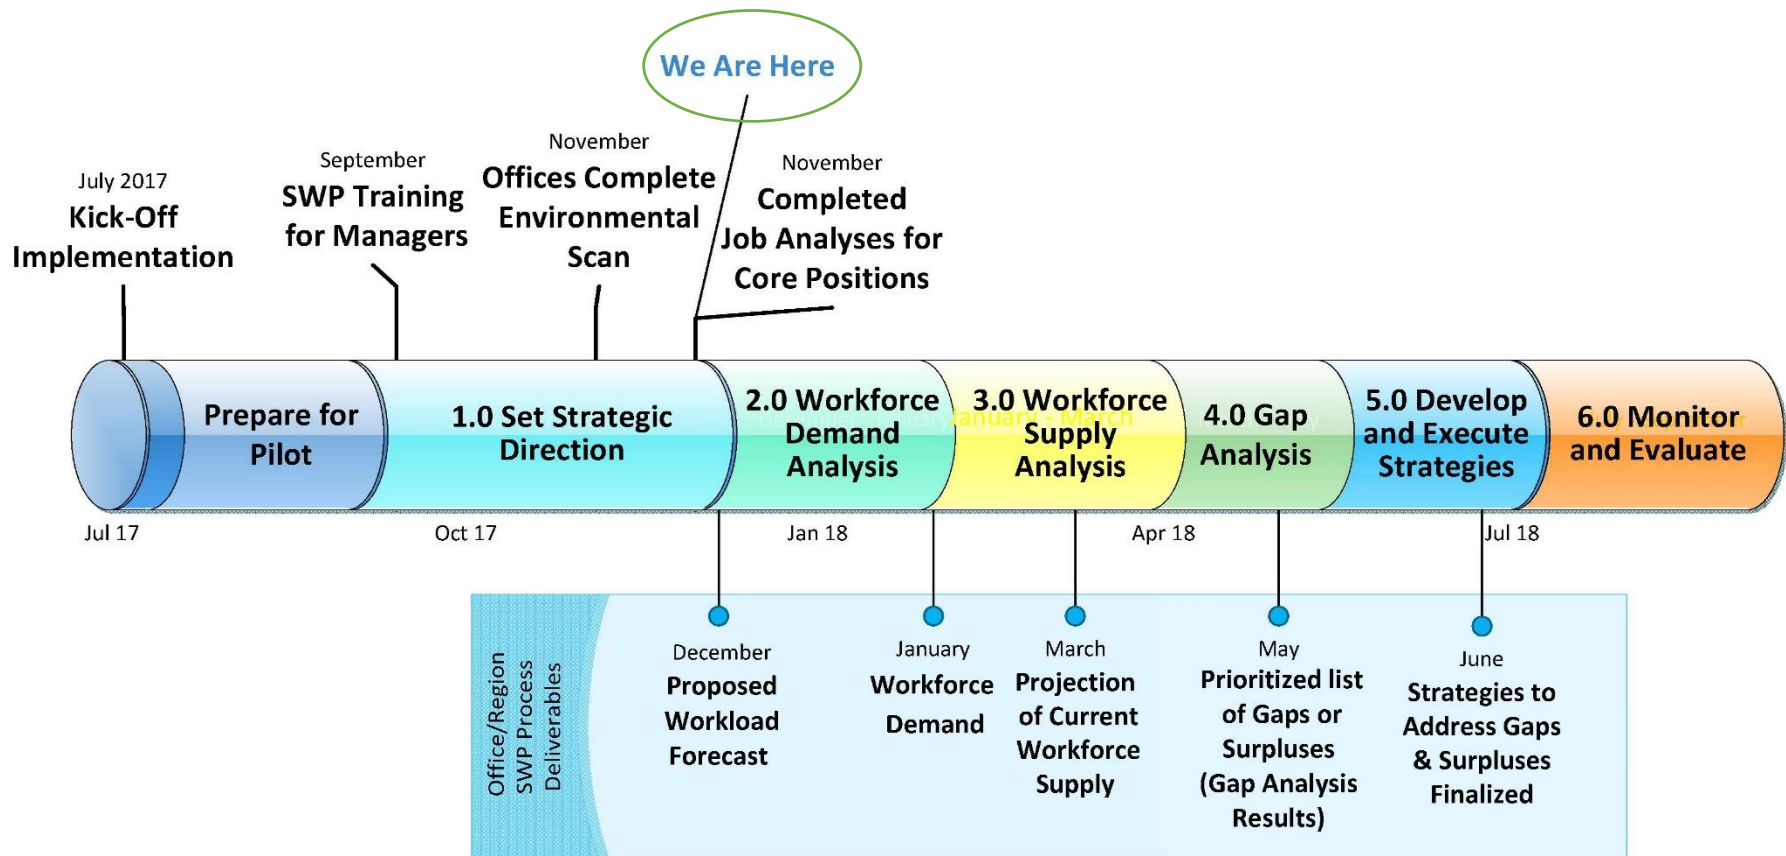 We Are Here
July 2017
Kick-Off
Implementation
September
SWP Training
for Managers
November
Offices Complete
Environmental
Scan
November
Completed
Job Analyses for
Core Positions
Prepare for
Pilot
1.0 Set Strategic
Direction
2.0 Workforce
Demand
Analysis
January - March
3.0 Workforce
Supply
Analysis
4.0 Gap
Analysis
5.0 Develop
and Execute
Strategies
6.0 Monitor
and Evaluate
Jul 17
Oct 17
Jan 18
Apr 18
Jul 18
Office/Region
SWP Process
Deliverables
December
Proposed
Workload
Forecast
January
Workforce
Demand
March
Projection
of Current
Workforce
Supply
May
Prioritized list
of Gaps or
Surpluses
(Gap Analysis
Results)
June
Strategies to
Address Gaps
& Surpluses
Finalized